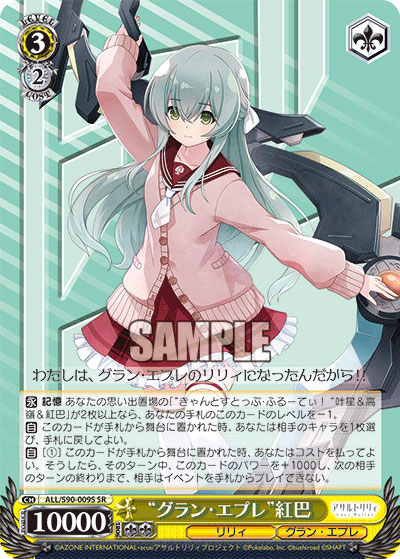 LEVEL
3
2
COST
SAMPLE
わたしは、グラン・エプレのリリィになったんだから!!
永 記憶 あなたの思い出置場の「“きゃんとすとっぷ・ふるーてぃ！”叶星＆高
嶺＆紅巴」が2枚以上なら、あなたの手札のこのカードのレベルを－1。
自 このカードが手札から舞台に置かれた時、あなたは相手のキャラを1枚選
び、手札に戻してよい。
自 [①] このカードが手札から舞台に置かれた時、あなたはコストを払ってよ
い。そうしたら、そのターン中、このカードのパワーを＋1000し、次の相手
のターンの終わりまで、相手はイベントを手札からプレイできない。
CH ALL/S90-009S SR
10000
“グラン・エプレ”紅巴
アサルトリリィ
リリィ
グラン・エプレ
©AZONE INTERNATIONAL・acus/アサルトリリィプロジェクト ©Pokelabo, Inc. ©bushiroad ©SHAFT